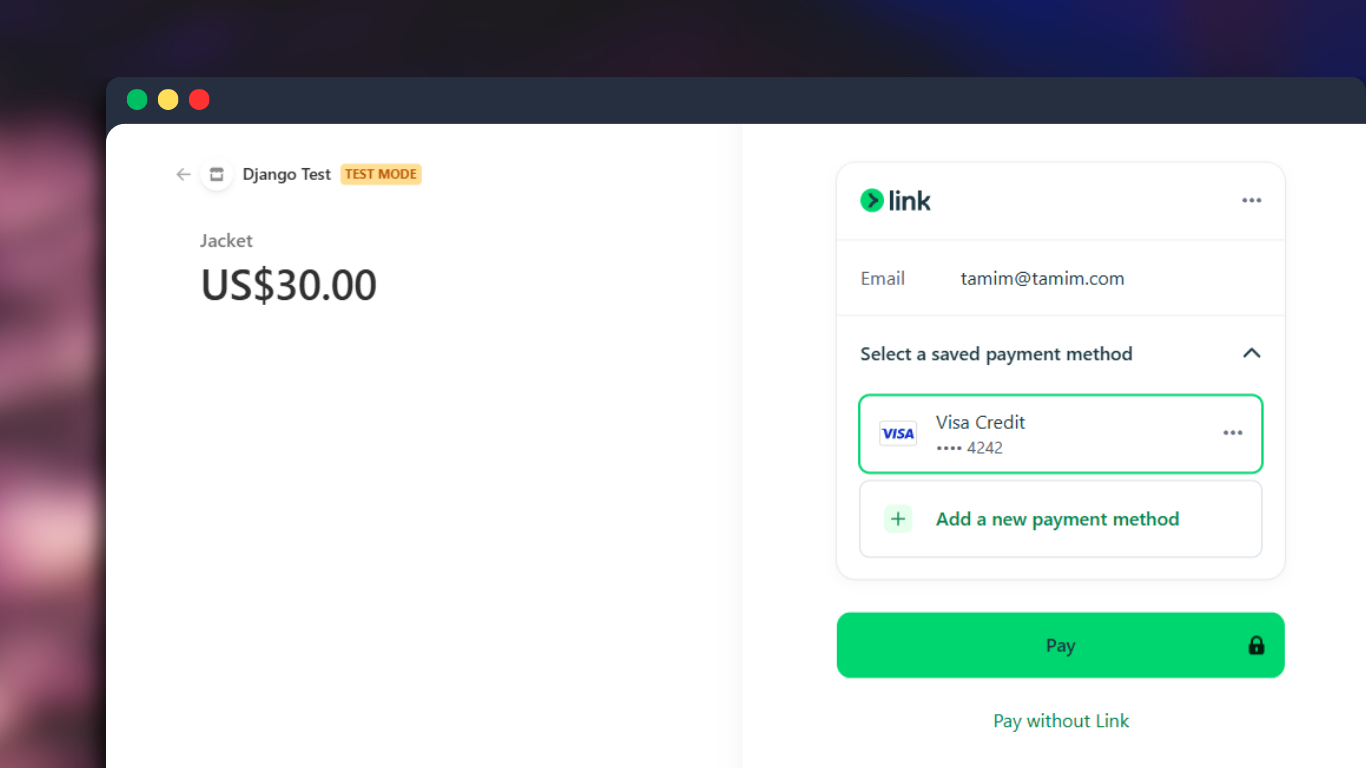 Django Test TEST MODE
Jacket
US$30.00
link
Email tamim@tamim.com
Select a saved payment method
VISA
Visa Credit
•••• 4242
Add a new payment method
Pay
Pay without Link